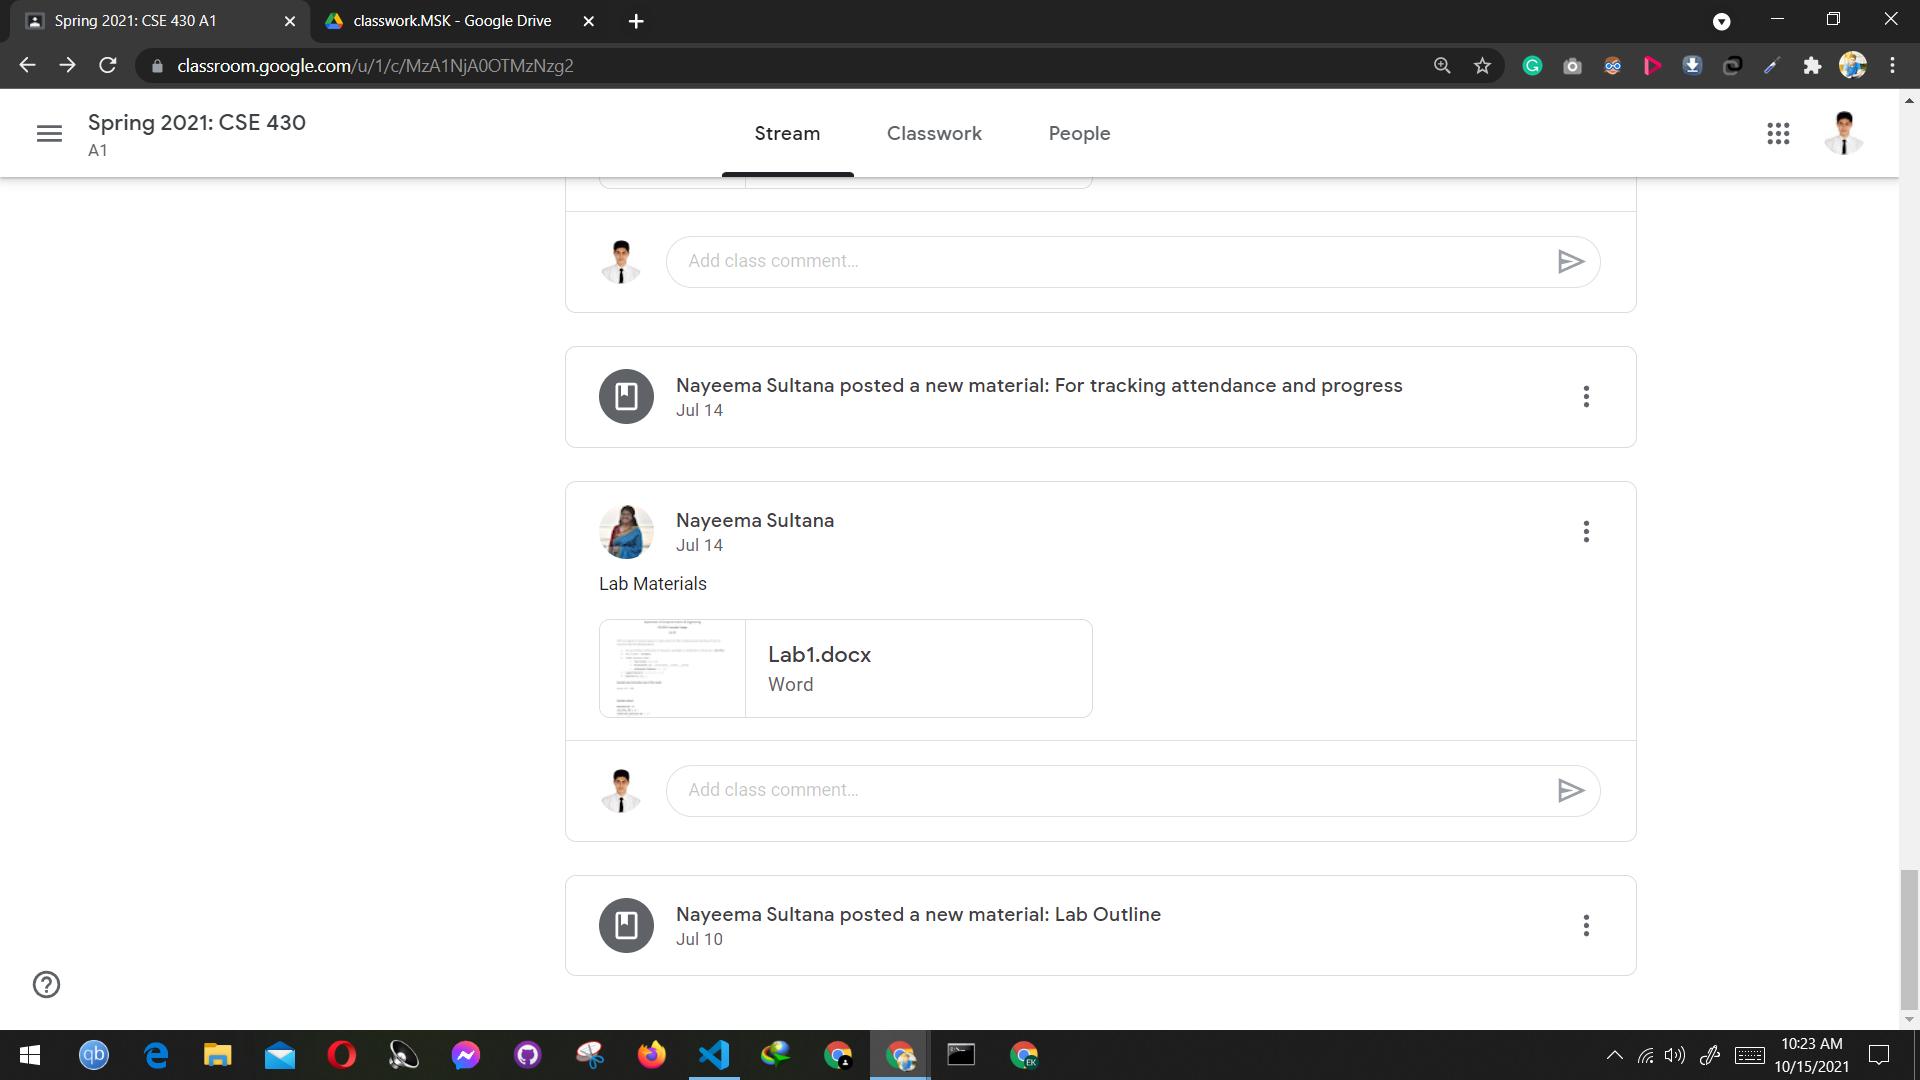 Spring 2021: CSE 430 A1
classwork.MSK - Google Drive
classroom.google.com/u/1/c/MzA1NjA0OTMzNzg2
Spring 2021: CSE 430
A1
Stream
Classwork
People
Add class comment...
Nayeema Sultana posted a new material: For tracking attendance and progress
Jul 14
Nayeema Sultana
Jul 14
Lab Materials
Lab1.docx
Word
Add class comment...
Nayeema Sultana posted a new material: Lab Outline
Jul 10
qb
EK
10:23 AM
10/15/2021